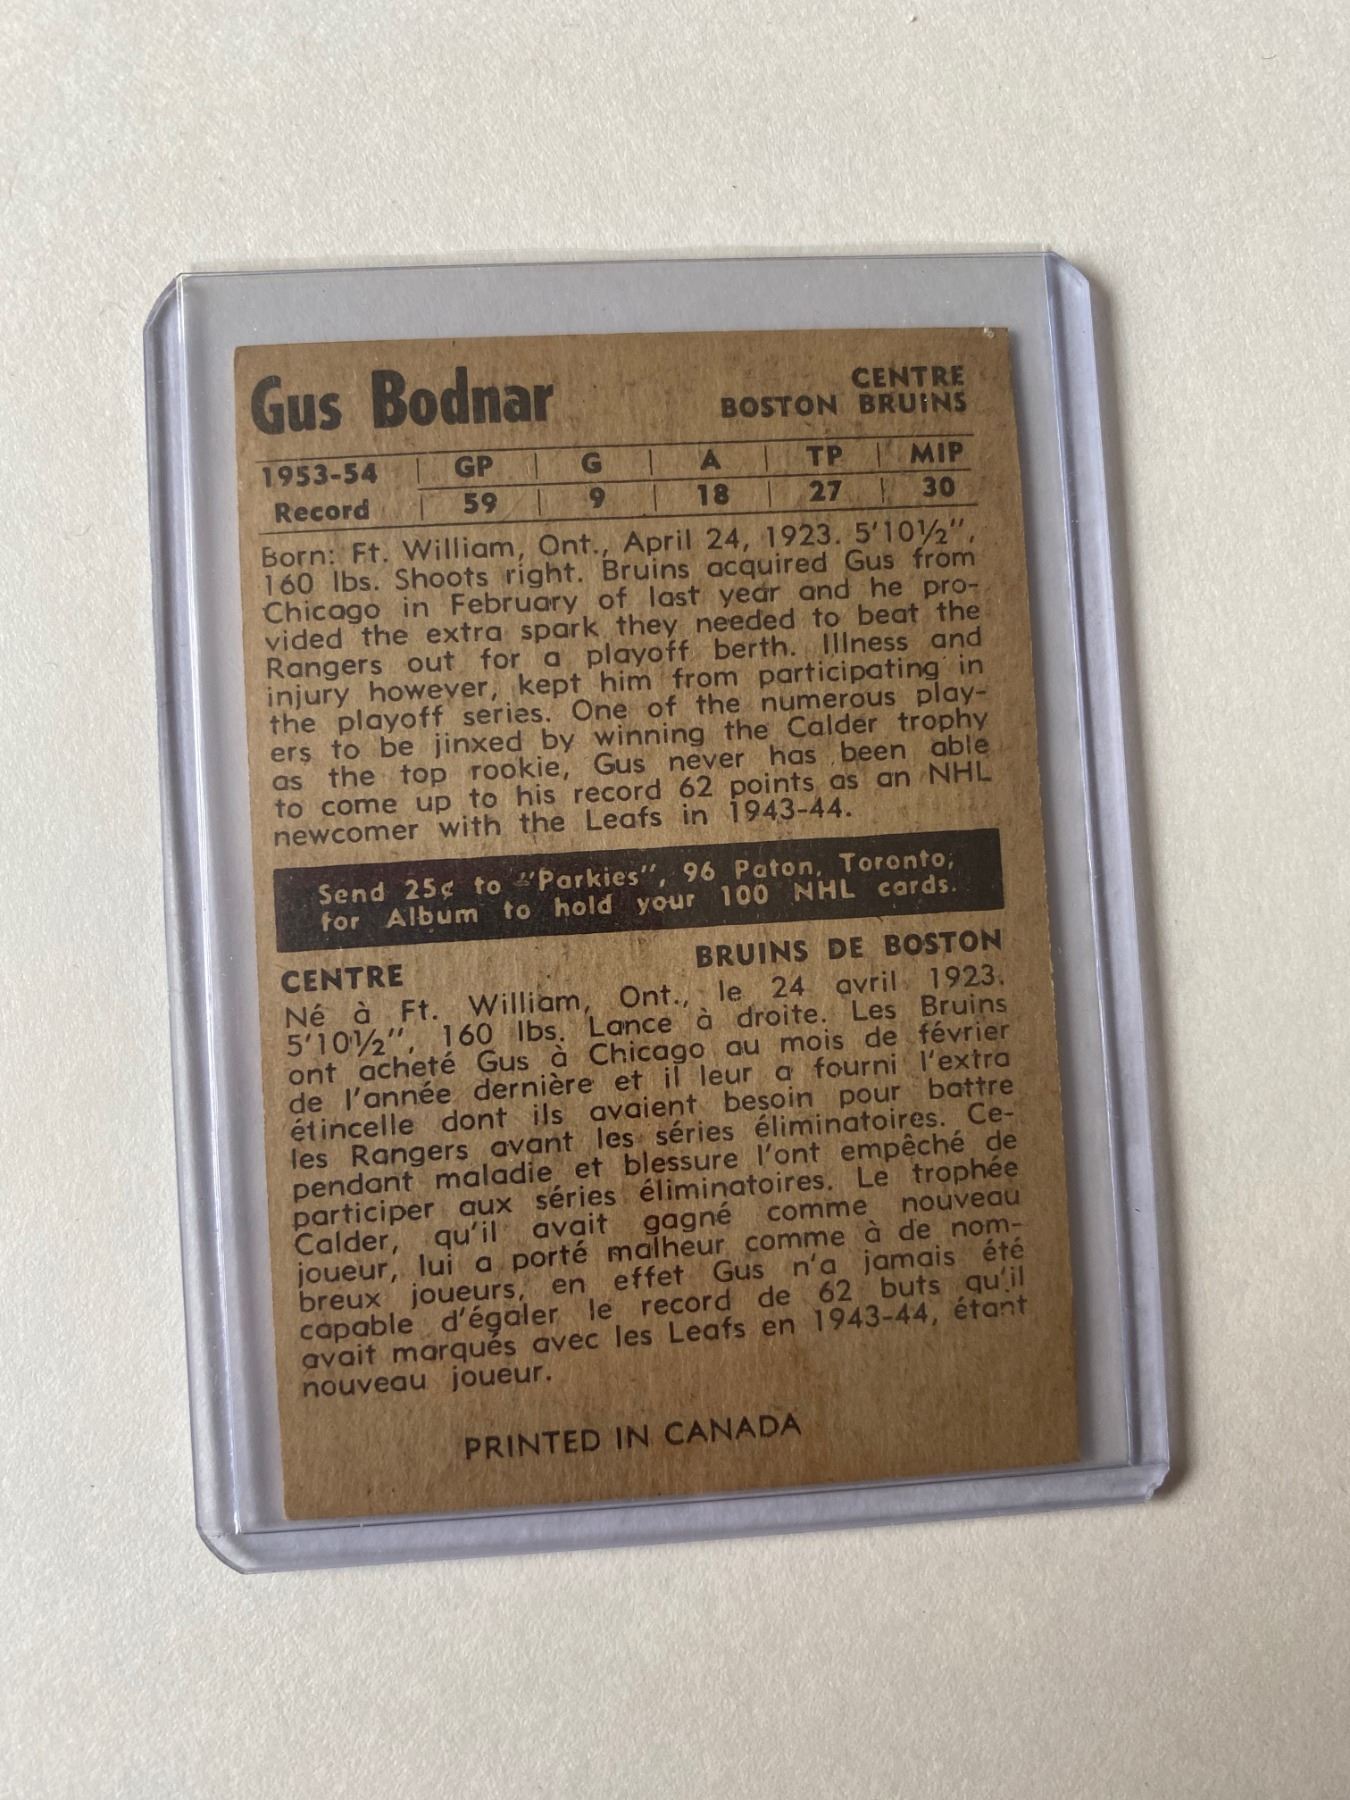 Gus Bodnar
CENTRE
BOSTON BRUINS
1953-54 | GP | G | A | TP | MIP
Record | 59 | 9 | 18 | 27 | 30
Born: Ft. William, Ont., April 24, 1923. 5'10½",
160 lbs. Shoots right. Bruins acquired Gus from
Chicago in February of last year and he pro-
vided the extra spark they needed to beat the
Rangers out for a playoff berth. Illness and
injury however, kept him from participating in
the playoff series. One of the numerous play-
ers to be jinxed by winning the Calder trophy
as the top rookie, Gus never has been able
to come up to his record 62 points as an NHL
newcomer with the Leafs in 1943-44.
Send 25¢ to "Parkies", 96 Paton, Toronto,
for Album to hold your 100 NHL cards.
CENTRE BRUINS DE BOSTON
Né à Ft. William, Ont., le 24 avril 1923.
5'10½", 160 lbs. Lance à droite. Les Bruins
ont acheté Gus à Chicago au mois de février
de l'année dernière et il leur a fourni l'extra
étincelle dont ils avaient besoin pour battre
les Rangers avant les séries éliminatoires. Ce-
pendant maladie et blessure l'ont empêché de
participer aux séries éliminatoires. Le trophée
Calder, qu'il avait gagné comme nouveau
joueur, lui a porté malheur comme à de nom-
breux joueurs, en effet Gus n'a jamais été
capable d'égaler le record de 62 buts qu'il
avait marqués avec les Leafs en 1943-44, étant
nouveau joueur.
PRINTED IN CANADA